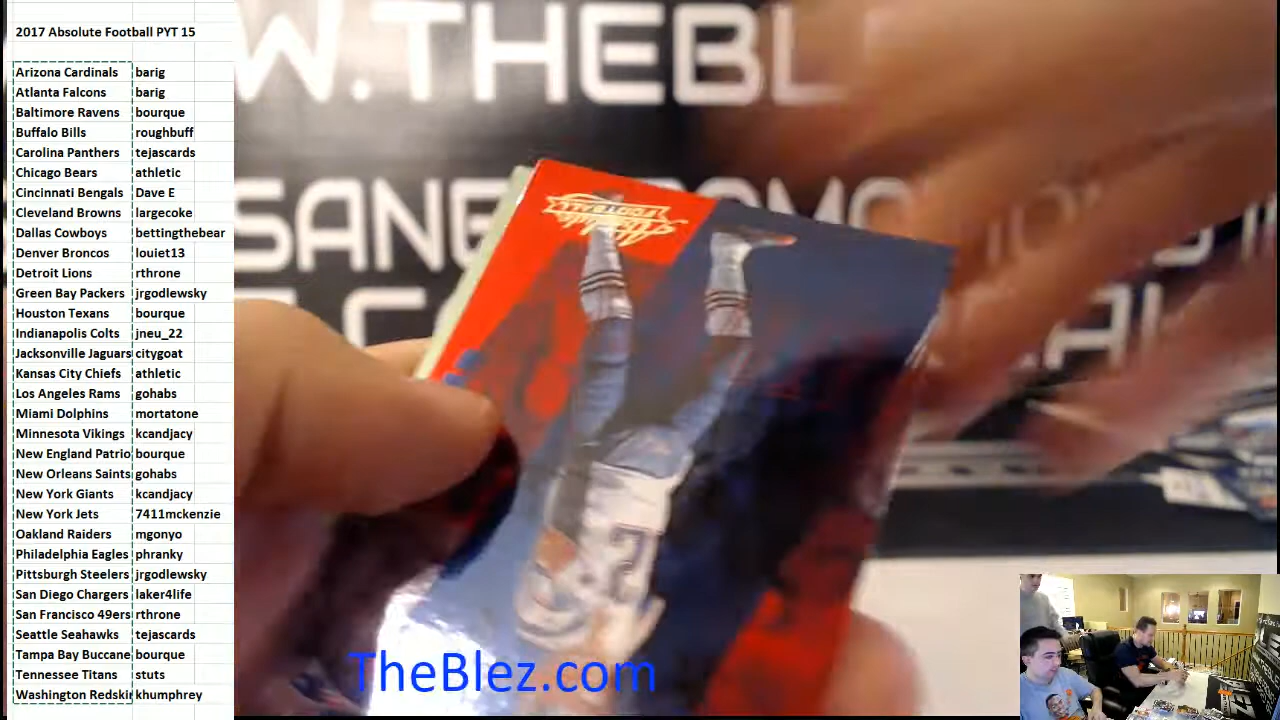 2017 Absolute Football PYT 15
Arizona Cardinals barig
Atlanta Falcons barig
Baltimore Ravens bourque
Buffalo Bills roughbuff
Carolina Panthers tejascards
Chicago Bears athletic
Cincinnati Bengals Dave E
Cleveland Browns largecoke
Dallas Cowboys bettingthebear
Denver Broncos louiet13
Detroit Lions rthrone
Green Bay Packers jrgodlewsky
Houston Texans bourque
Indianapolis Colts jneu_22
Jacksonville Jaguars citygoat
Kansas City Chiefs athletic
Los Angeles Rams gohabs
Miami Dolphins mortatone
Minnesota Vikings kcandjacy
New England Patrio bourque
New Orleans Saints gohabs
New York Giants kcandjacy
New York Jets 7411mckenzie
Oakland Raiders mgonyo
Philadelphia Eagles phranky
Pittsburgh Steelers jrgodlewsky
San Diego Chargers laker4life
San Francisco 49ers rthrone
Seattle Seahawks tejascards
Tampa Bay Buccane bourque
Tennessee Titans stuts
Washington Redskin khumphrey
W.THEBL
Absolute
FOOTBALL
TheBlez.com